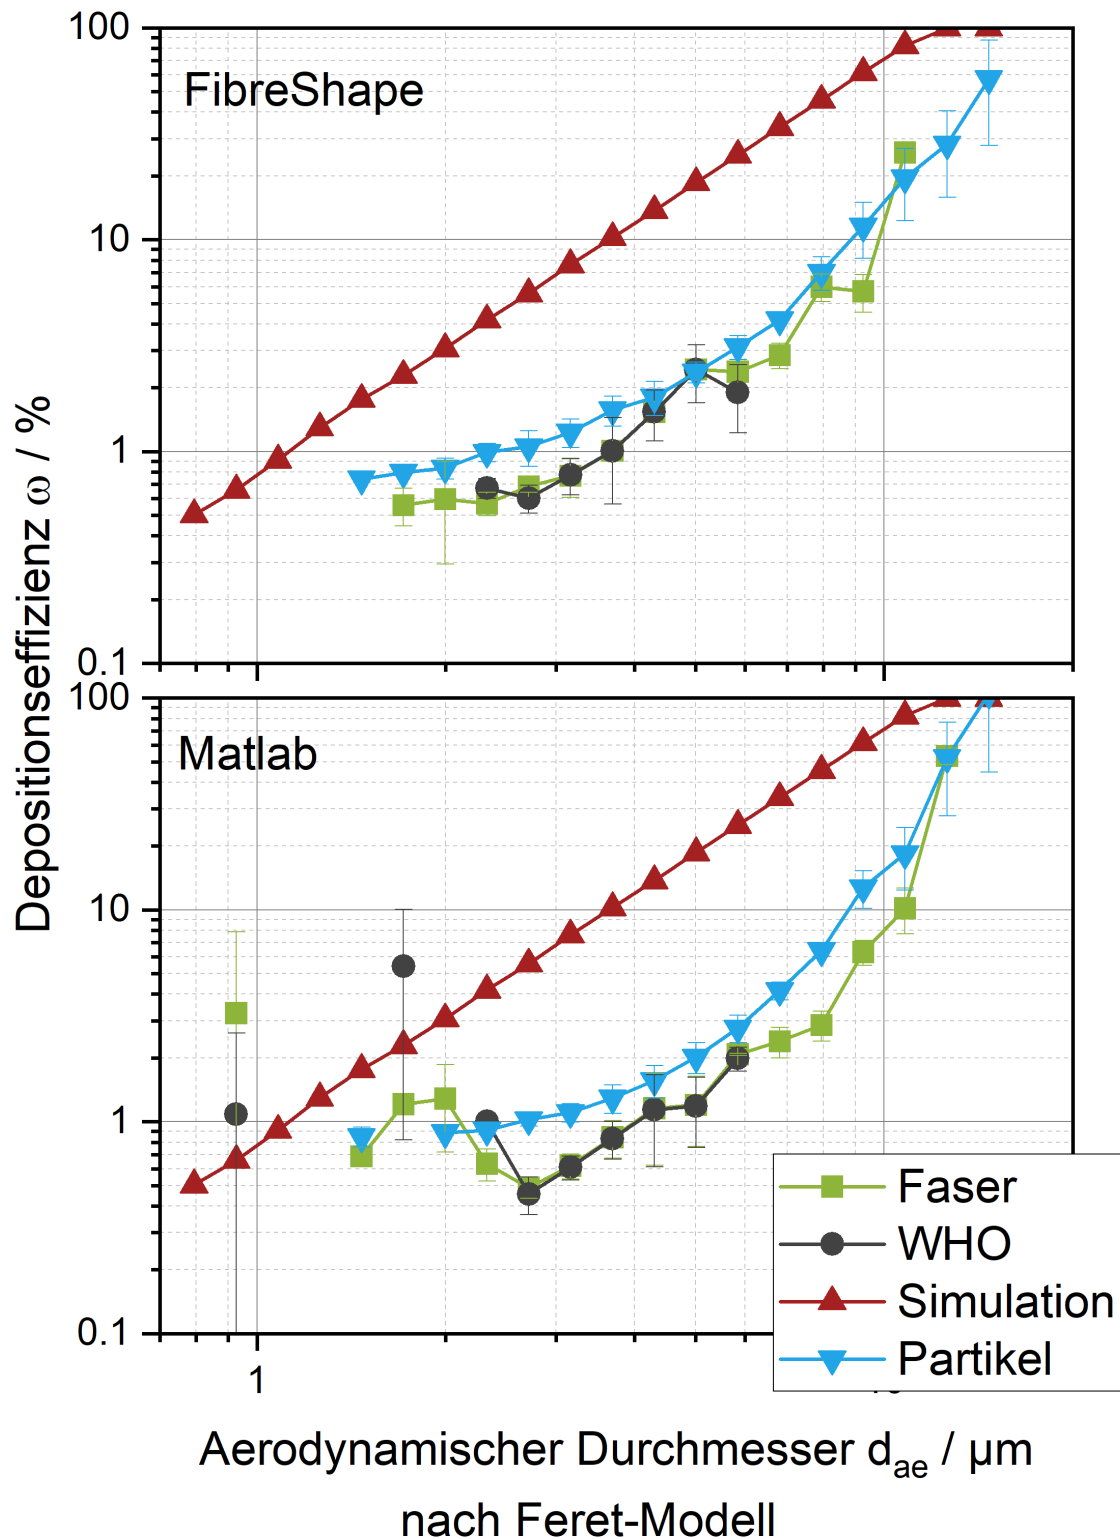 Depositionseffizienz ω / %
100
FibreShape
10
1
0.1
100
Matlab
10
1
0.1
1
Faser
WHO
Simulation
Partikel
Aerodynamischer Durchmesser dae / µm
nach Feret-Modell